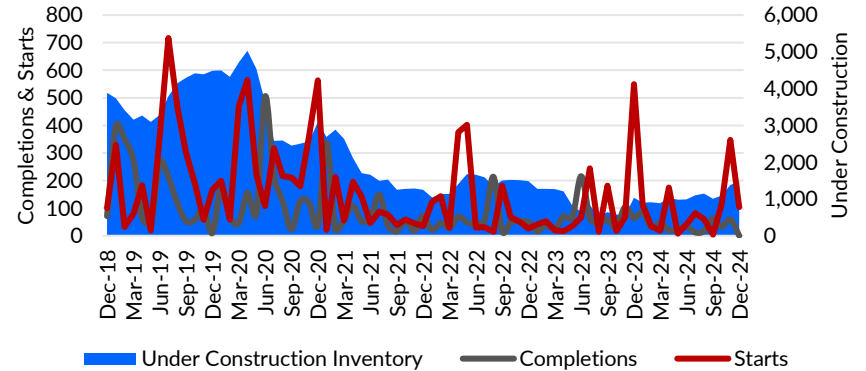 Completions & Starts
800
700
600
500
400
300
200
100
0
6,000
5,000
4,000
3,000
2,000
1,000
0
Under Construction
Dec-18
Mar-19
Jun-19
Sep-19
Dec-19
Mar-20
Jun-20
Sep-20
Dec-20
Mar-21
Jun-21
Sep-21
Dec-21
Mar-22
Jun-22
Sep-22
Dec-22
Mar-23
Jun-23
Sep-23
Dec-23
Mar-24
Jun-24
Sep-24
Dec-24
Under Construction Inventory
Completions
Starts